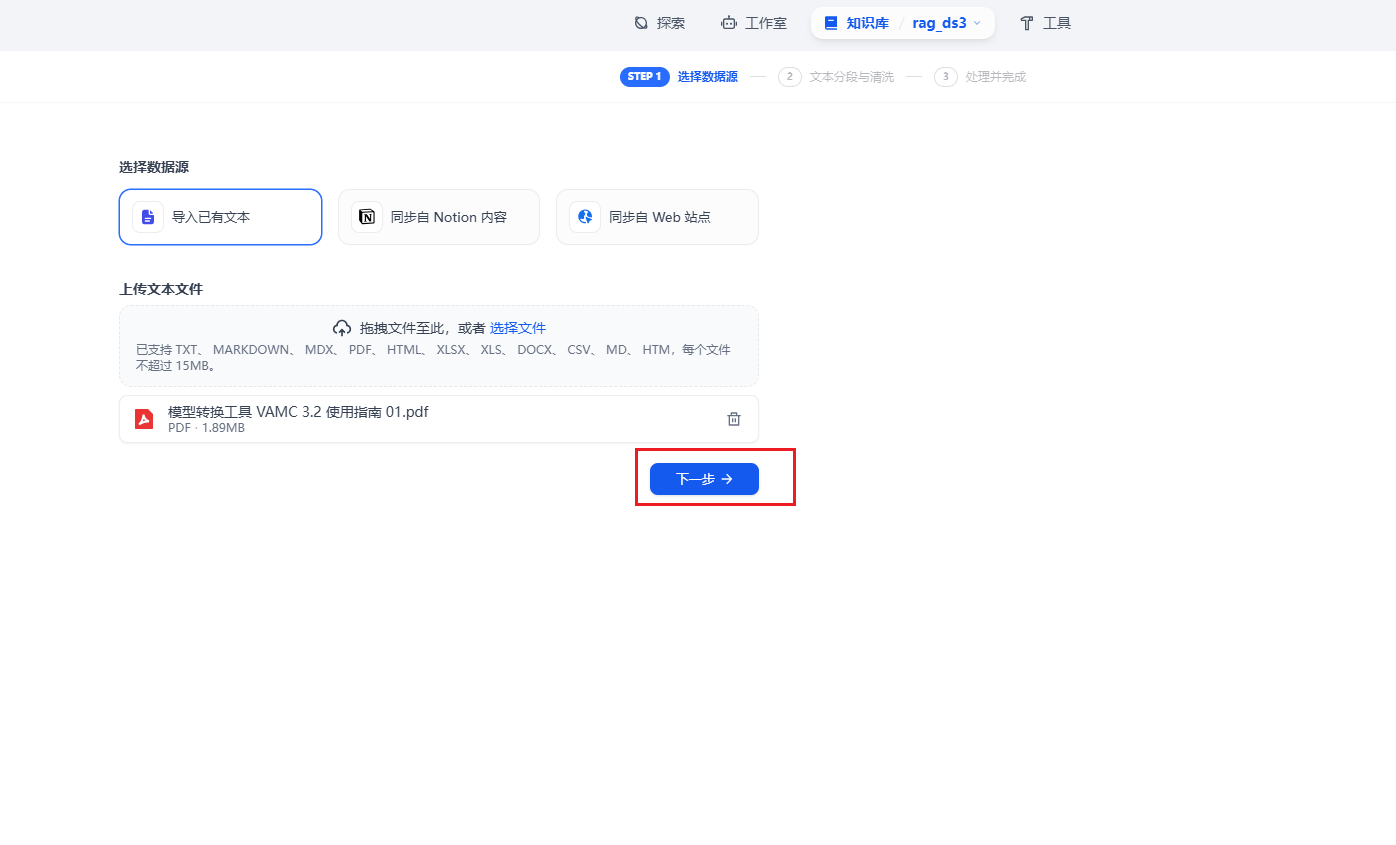 探索 工作室 知识库 / rag_ds3 工具
STEP 1 选择数据源 2 文本分段与清洗 3 处理并完成
选择数据源
导入已有文本 同步自 Notion 内容 同步自 Web 站点
上传文本文件
拖拽文件至此，或者 选择文件
已支持 TXT、 MARKDOWN、 MDX、 PDF、 HTML、 XLSX、 XLS、 DOCX、 CSV、 MD、 HTM，每个文件
不超过 15MB。
模型转换工具 VAMC 3.2 使用指南 01.pdf
PDF · 1.89MB
下一步 →